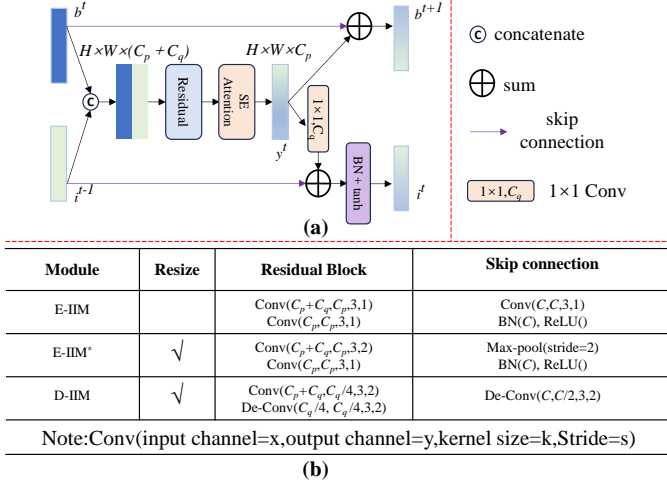 b^t
b^{t+1}
H×W×(C_p + C_q)
H×W×C_p
C
Residual
SE
Attention
1×1,C_q
y^t
i^{t-1}
BN + tanh
i^t
(a)
C concatenate
sum
skip
connection
1×1,C_q 1×1 Conv
Module Resize Residual Block Skip connection
E-IIM Conv(C_p+C_q,C_p,3,1) Conv(C,C,3,1)
Conv(C_p,C_p,3,1) BN(C), ReLU()
E-IIM* √ Conv(C_p+C_q,C_p,3,2) Max-pool(stride=2)
Conv(C_p,C_p,3,1) BN(C), ReLU()
D-IIM √ Conv(C_p+C_q,C_q/4,3,2) De-Conv(C,C/2,3,2)
De-Conv(C_q/4, C_q/4,3,2)
Note:Conv(input channel=x,output channel=y,kernel size=k,Stride=s)
(b)